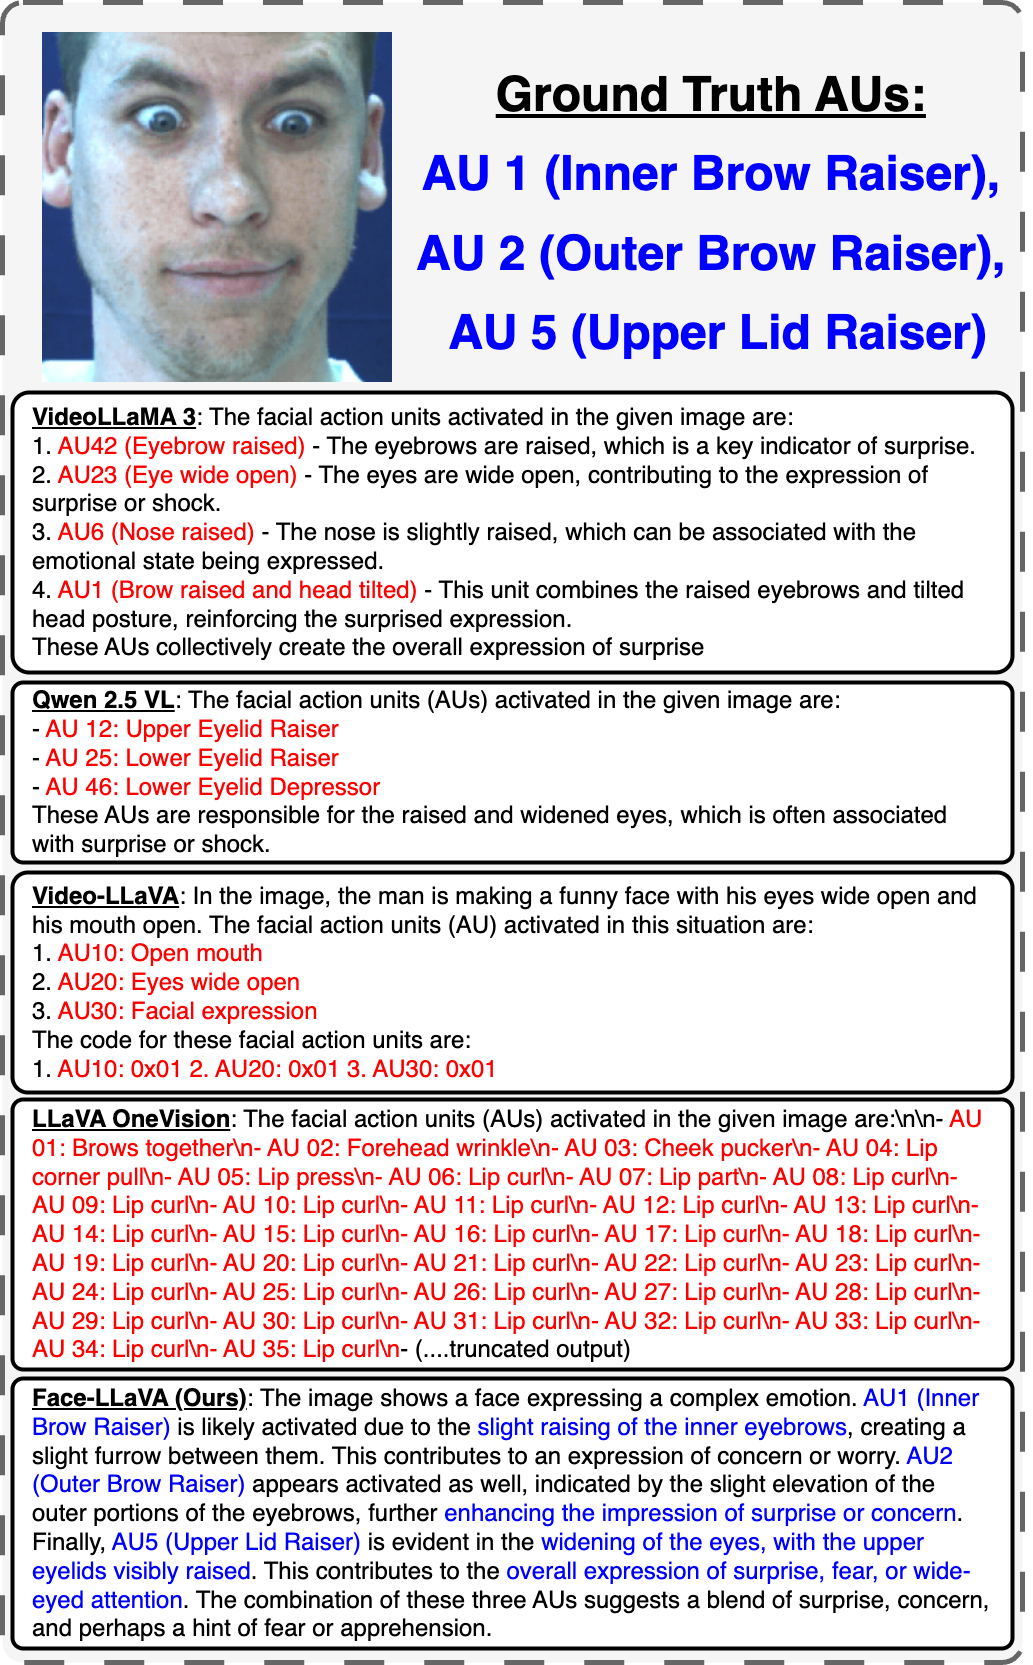 Ground Truth AUs:
AU 1 (Inner Brow Raiser),
AU 2 (Outer Brow Raiser),
AU 5 (Upper Lid Raiser)
VideoLLaMA 3: The facial action units activated in the given image are:
1. AU42 (Eyebrow raised) - The eyebrows are raised, which is a key indicator of surprise.
2. AU23 (Eye wide open) - The eyes are wide open, contributing to the expression of
surprise or shock.
3. AU6 (Nose raised) - The nose is slightly raised, which can be associated with the
emotional state being expressed.
4. AU1 (Brow raised and head tilted) - This unit combines the raised eyebrows and tilted
head posture, reinforcing the surprised expression.
These AUs collectively create the overall expression of surprise
Qwen 2.5 VL: The facial action units (AUs) activated in the given image are:
- AU 12: Upper Eyelid Raiser
- AU 25: Lower Eyelid Raiser
- AU 46: Lower Eyelid Depressor
These AUs are responsible for the raised and widened eyes, which is often associated
with surprise or shock.
Video-LLaVA: In the image, the man is making a funny face with his eyes wide open and
his mouth open. The facial action units (AU) activated in this situation are:
1. AU10: Open mouth
2. AU20: Eyes wide open
3. AU30: Facial expression
The code for these facial action units are:
1. AU10: 0x01 2. AU20: 0x01 3. AU30: 0x01
LLaVA OneVision: The facial action units (AUs) activated in the given image are:\n\n- AU
01: Brows together\n- AU 02: Forehead wrinkle\n- AU 03: Cheek pucker\n- AU 04: Lip
corner pull\n- AU 05: Lip press\n- AU 06: Lip curl\n- AU 07: Lip part\n- AU 08: Lip curl\n-
AU 09: Lip curl\n- AU 10: Lip curl\n- AU 11: Lip curl\n- AU 12: Lip curl\n- AU 13: Lip curl\n-
AU 14: Lip curl\n- AU 15: Lip curl\n- AU 16: Lip curl\n- AU 17: Lip curl\n- AU 18: Lip curl\n-
AU 19: Lip curl\n- AU 20: Lip curl\n- AU 21: Lip curl\n- AU 22: Lip curl\n- AU 23: Lip curl\n-
AU 24: Lip curl\n- AU 25: Lip curl\n- AU 26: Lip curl\n- AU 27: Lip curl\n- AU 28: Lip curl\n-
AU 29: Lip curl\n- AU 30: Lip curl\n- AU 31: Lip curl\n- AU 32: Lip curl\n- AU 33: Lip curl\n-
AU 34: Lip curl\n- AU 35: Lip curl\n- (....truncated output)
Face-LLaVA (Ours): The image shows a face expressing a complex emotion. AU1 (Inner
Brow Raiser) is likely activated due to the slight raising of the inner eyebrows, creating a
slight furrow between them. This contributes to an expression of concern or worry. AU2
(Outer Brow Raiser) appears activated as well, indicated by the slight elevation of the
outer portions of the eyebrows, further enhancing the impression of surprise or concern.
Finally, AU5 (Upper Lid Raiser) is evident in the widening of the eyes, with the upper
eyelids visibly raised. This contributes to the overall expression of surprise, fear, or wide-
eyed attention. The combination of these three AUs suggests a blend of surprise, concern,
and perhaps a hint of fear or apprehension.